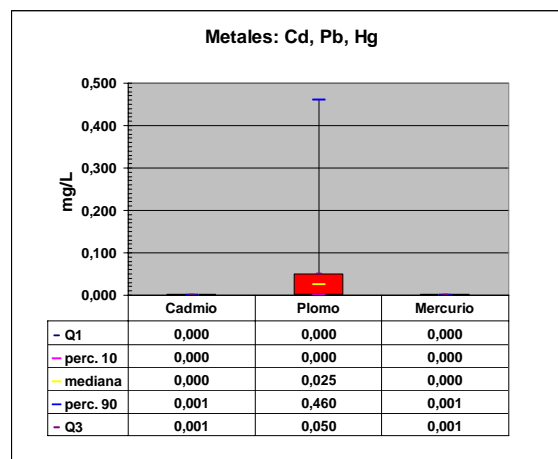 Metales: Cd, Pb, Hg
0,500
0,400
0,300
0,200
0,100
0,000
mg/L
Cadmio Plomo Mercurio
Q1 0,000 0,000 0,000
perc. 10 0,000 0,000 0,000
mediana 0,000 0,025 0,000
perc. 90 0,001 0,460 0,001
Q3 0,001 0,050 0,001